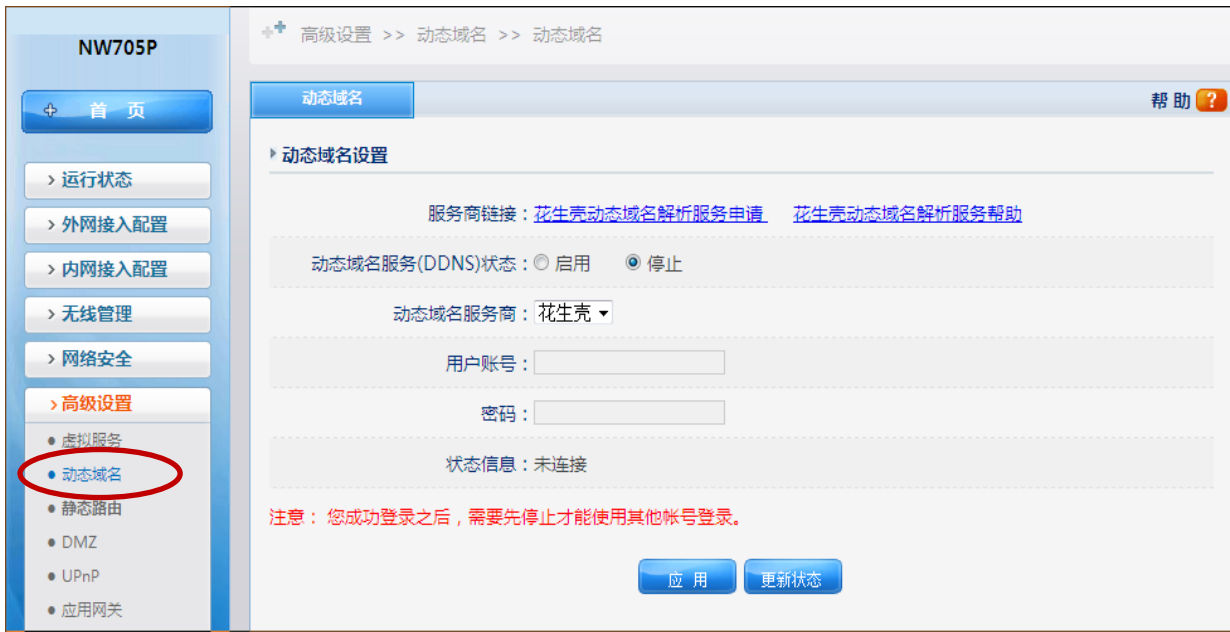 NW705P
首 页
> 运行状态
> 外网接入配置
> 内网接入配置
> 无线管理
> 网络安全
> 高级设置
● 虚拟服务
● 动态域名
● 静态路由
● DMZ
● UPnP
● 应用网关
高级设置 >> 动态域名 >> 动态域名
动态域名
帮助 ?
动态域名设置
服务商链接：花生壳动态域名解析服务申请 花生壳动态域名解析服务帮助
动态域名服务(DDNS)状态： 启用 停止
动态域名服务商：花生壳
用户账号：
密码：
状态信息：未连接
注意： 您成功登录之后，需要先停止才能使用其他帐号登录。
应 用 更新状态